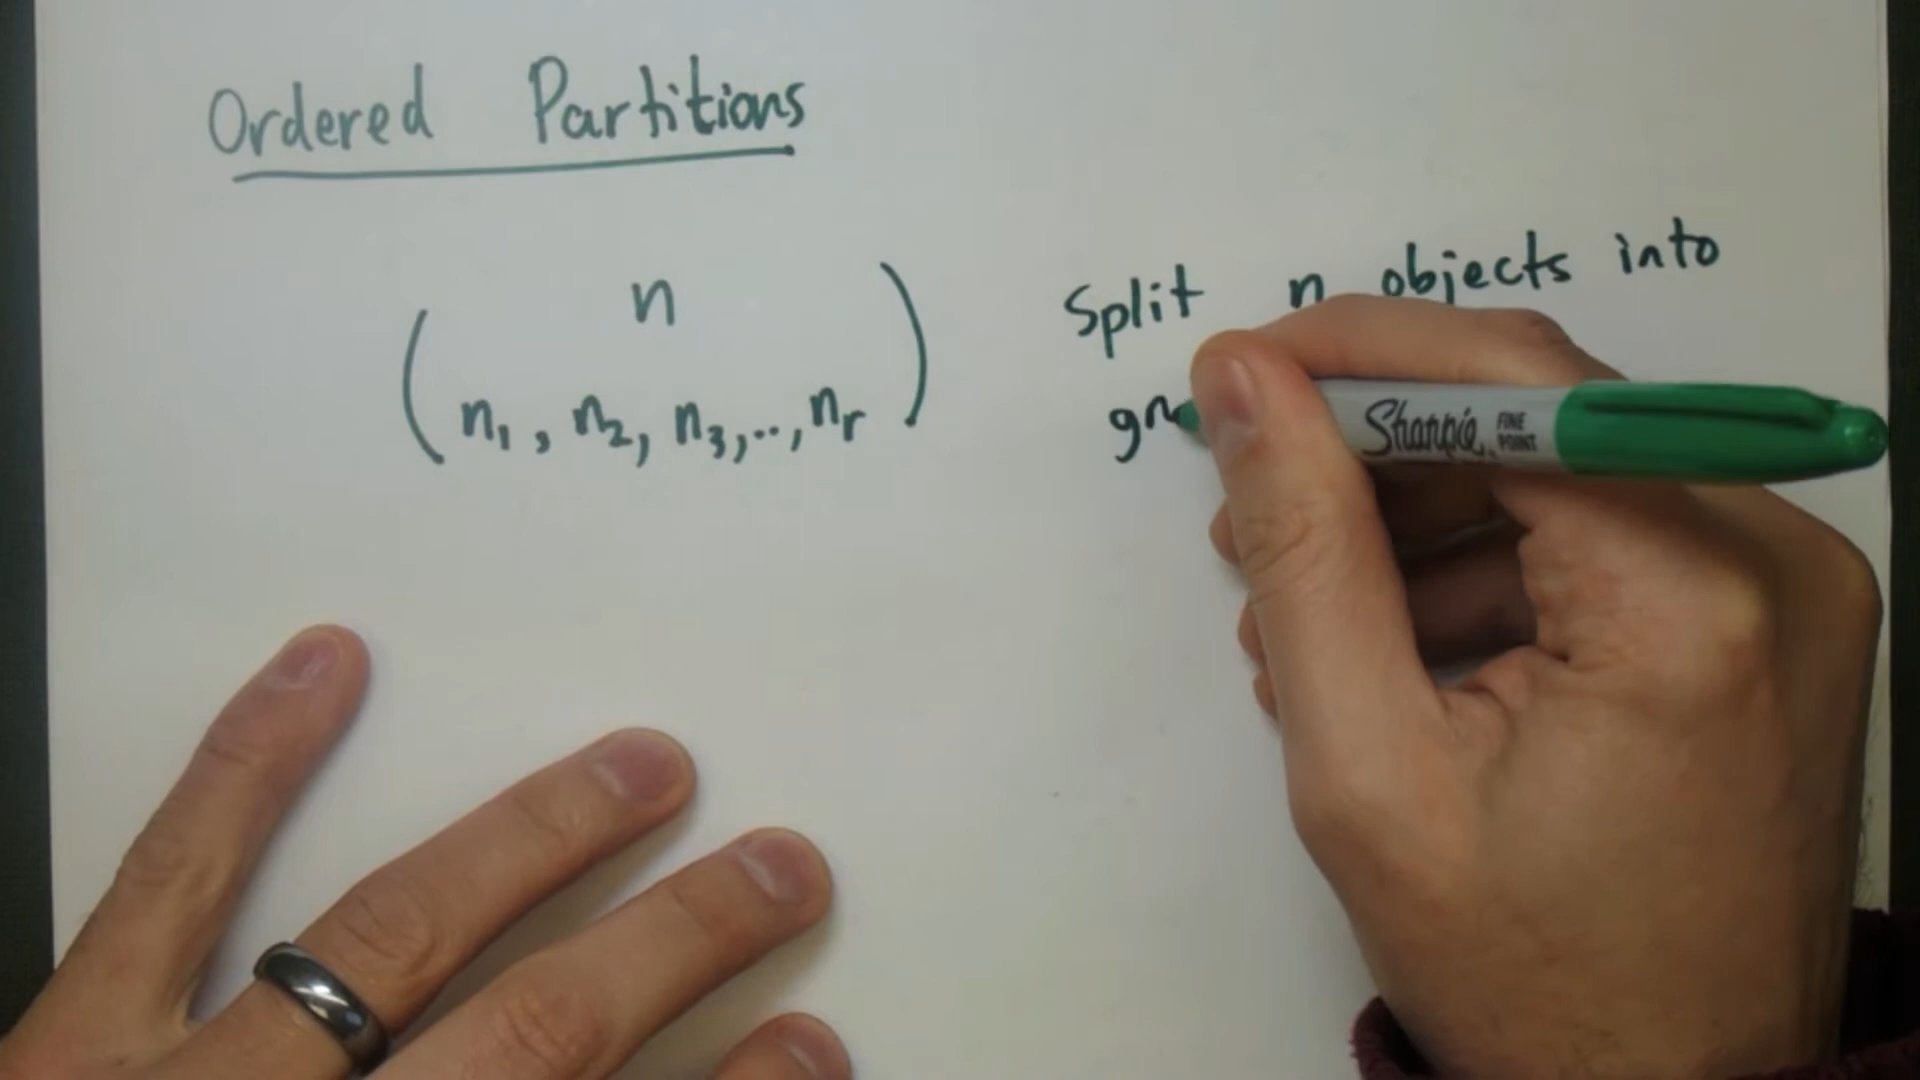 Ordered Partitions
n
n₁, n₂, n₃, .., nᵣ
Split n objects into
Sharpie
FINE
POINT